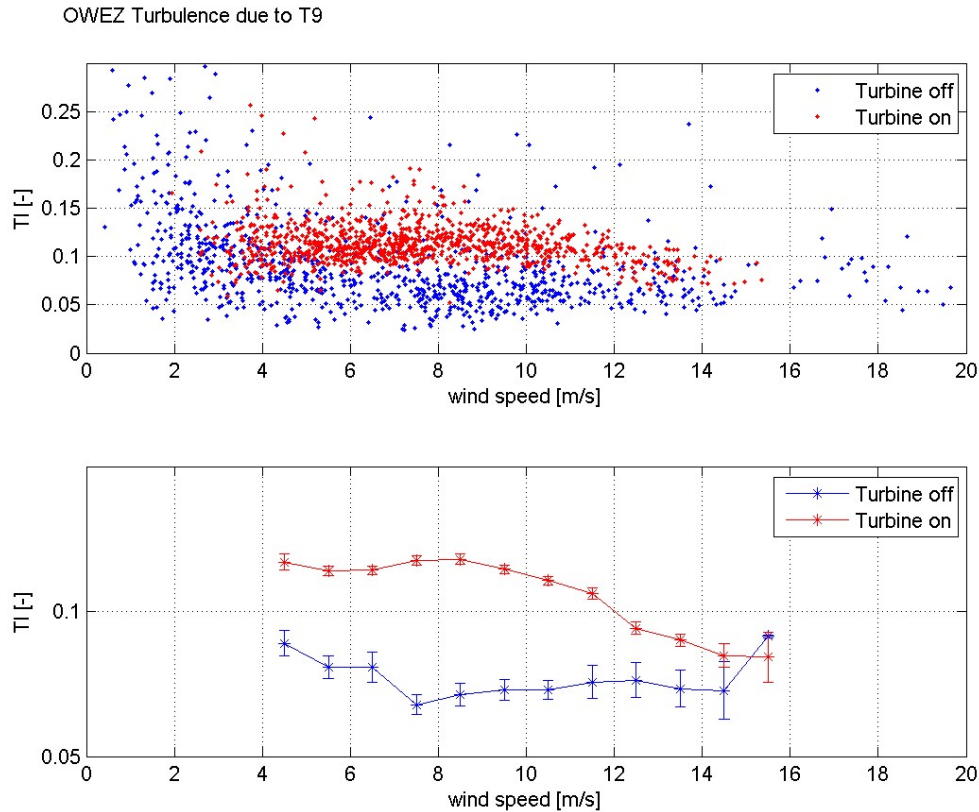 OWEZ Turbulence due to T9
Turbine off
Turbine on
0.25
0.2
0.15
0.1
0.05
0
TI [-]
0 2 4 6 8 10 12 14 16 18 20
wind speed [m/s]
Turbine off
Turbine on
0.1
0.05
TI [-]
0 2 4 6 8 10 12 14 16 18 20
wind speed [m/s]